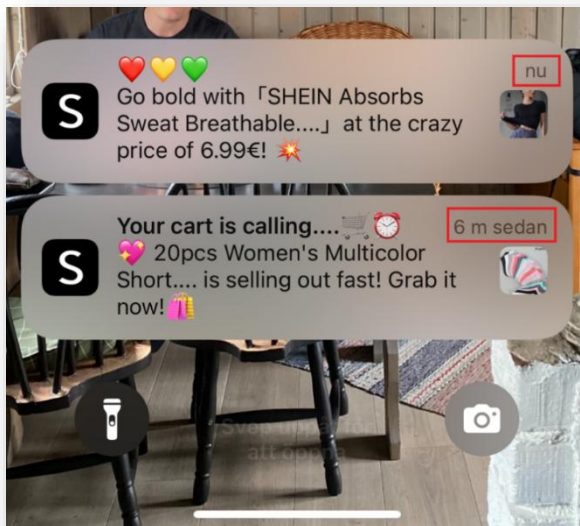 ❤️💛💚
nu
Go bold with「SHEIN Absorbs
Sweat Breathable....」at the crazy
price of 6.99€! 💥
Your cart is calling....🛒⏰
6 m sedan
💖 20pcs Women's Multicolor
Short.... is selling out fast! Grab it
now!🛍️
S
S
att öppna